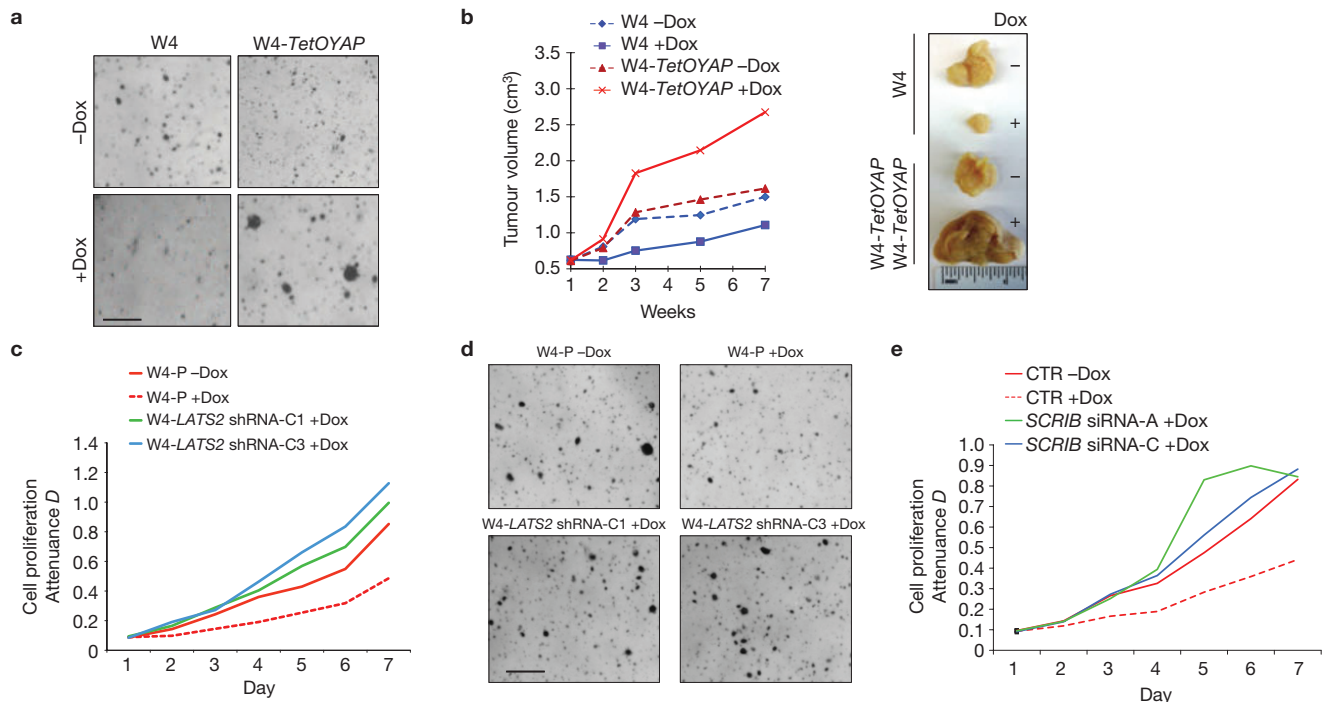 a
W4
W4-TetOYAP
–Dox
+Dox
b
W4 –Dox
W4 +Dox
W4-TetOYAP –Dox
W4-TetOYAP +Dox
Tumour volume (cm³)
3.5
3.0
2.5
2.0
1.5
1.0
0.5
1 2 3 4 5 6 7
Weeks
Dox
W4
–
+
W4-TetOYAP
W4-TetOYAP
–
+
c
W4-P –Dox
W4-P +Dox
W4-LATS2 shRNA-C1 +Dox
W4-LATS2 shRNA-C3 +Dox
Cell proliferation
Attenuance D
1.4
1.2
1.0
0.8
0.6
0.4
0.2
0
1 2 3 4 5 6 7
Day
d
W4-P –Dox
W4-P +Dox
W4-LATS2 shRNA-C1 +Dox
W4-LATS2 shRNA-C3 +Dox
e
CTR –Dox
CTR +Dox
SCRIB siRNA-A +Dox
SCRIB siRNA-C +Dox
Cell proliferation
Attenuance D
1.0
0.9
0.8
0.7
0.6
0.5
0.4
0.3
0.2
0.1
0
1 2 3 4 5 6 7
Day